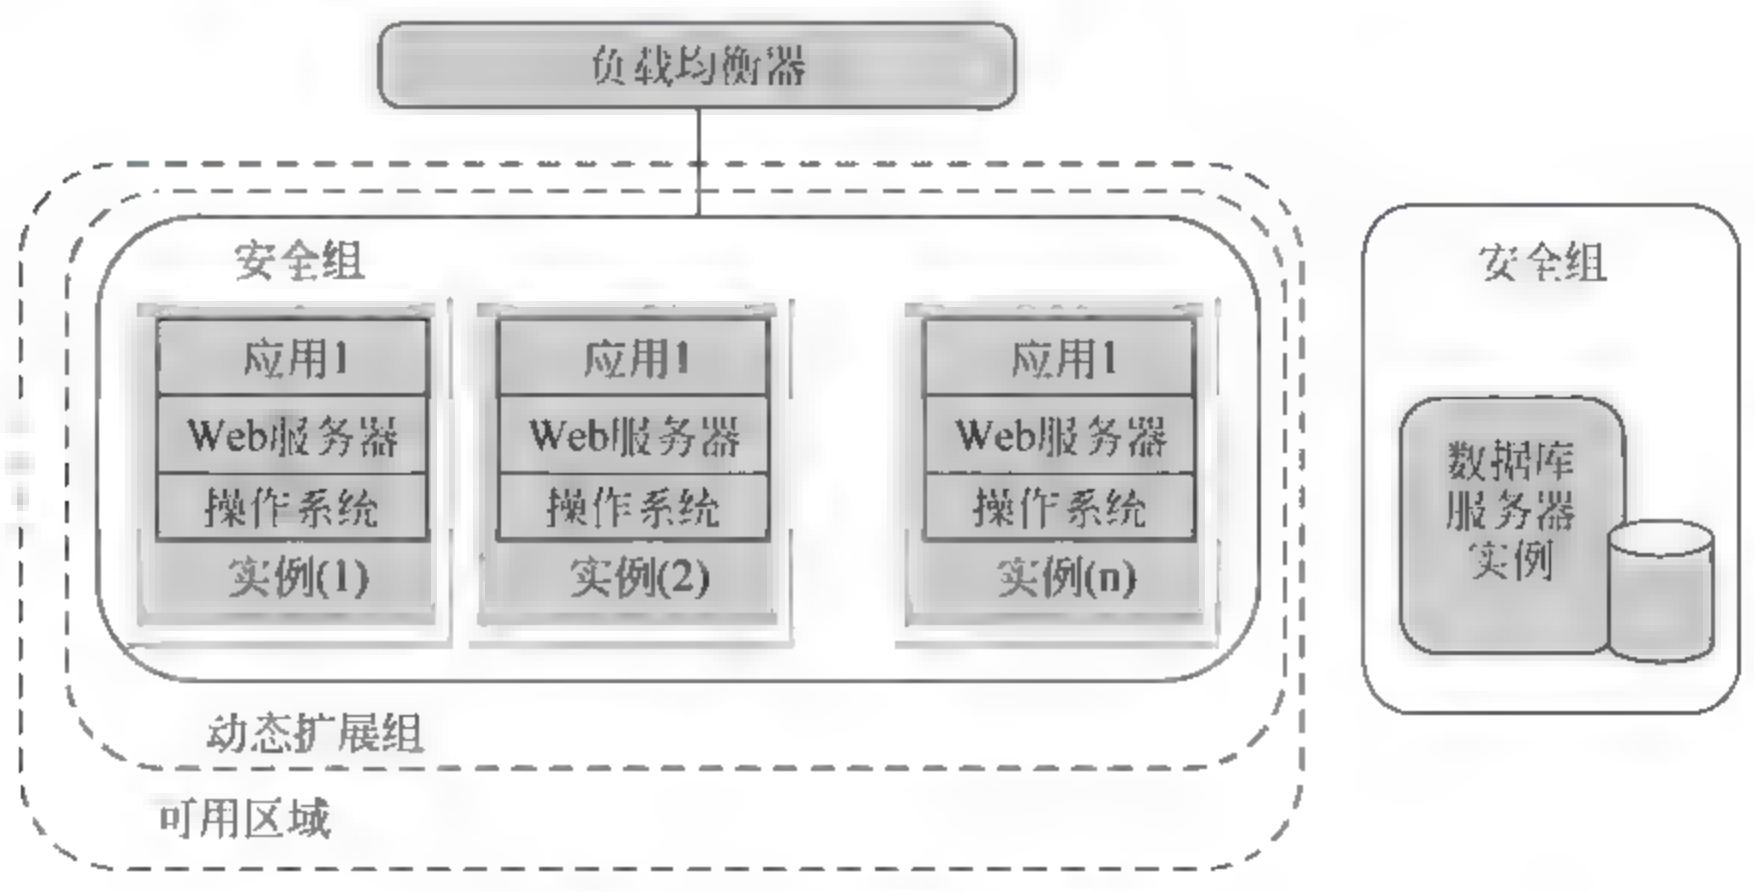 负载均衡器
安全组
安全组
应用1
应用1
应用1
Web服务器
Web服务器
Web服务器
操作系统
操作系统
操作系统
实例(1)
实例(2)
实例(n)
数据库
服务器
实例
动态扩展组
可用区域